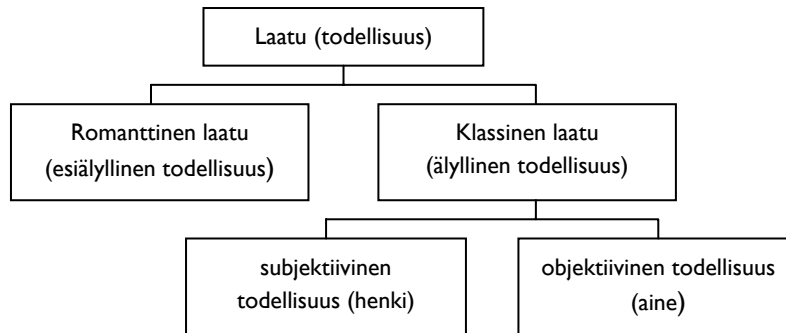 Laatu (todellisuus)
Romanttinen laatu
(esiälyllinen todellisuus)
Klassinen laatu
(älyllinen todellisuus)
subjektiivinen
todellisuus (henki)
objektiivinen todellisuus
(aine)